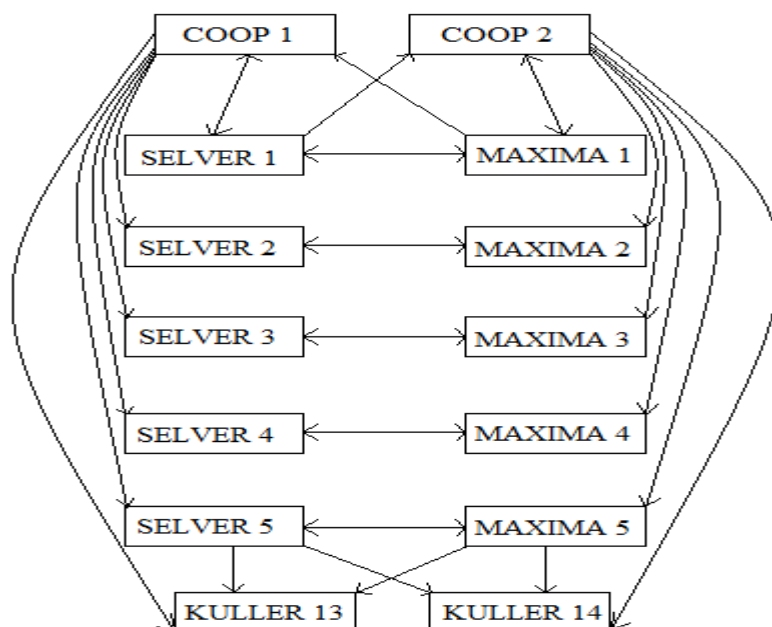 COOP 1 COOP 2
SELVER 1 MAXIMA 1
SELVER 2 MAXIMA 2
SELVER 3 MAXIMA 3
SELVER 4 MAXIMA 4
SELVER 5 MAXIMA 5
KULLER 13 KULLER 14